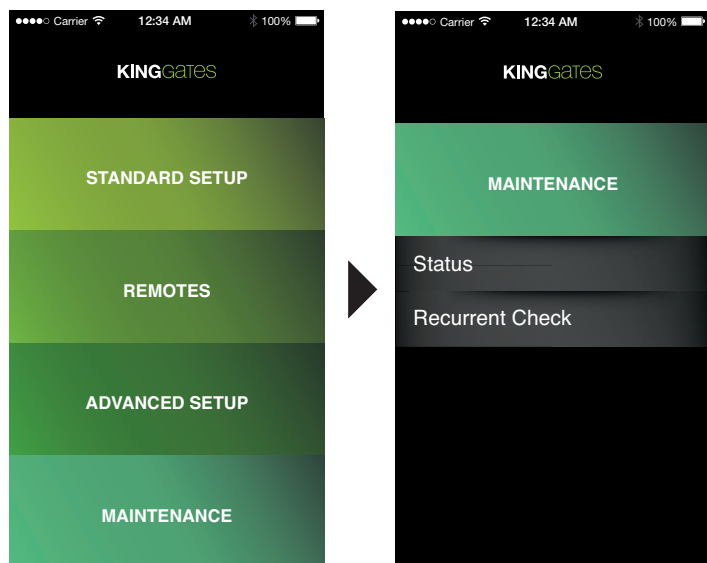 Carrier 12:34 AM 100%
KINGGATES
STANDARD SETUP
REMOTES
ADVANCED SETUP
MAINTENANCE
Carrier 12:34 AM 100%
KINGGATES
MAINTENANCE
Status
Recurrent Check